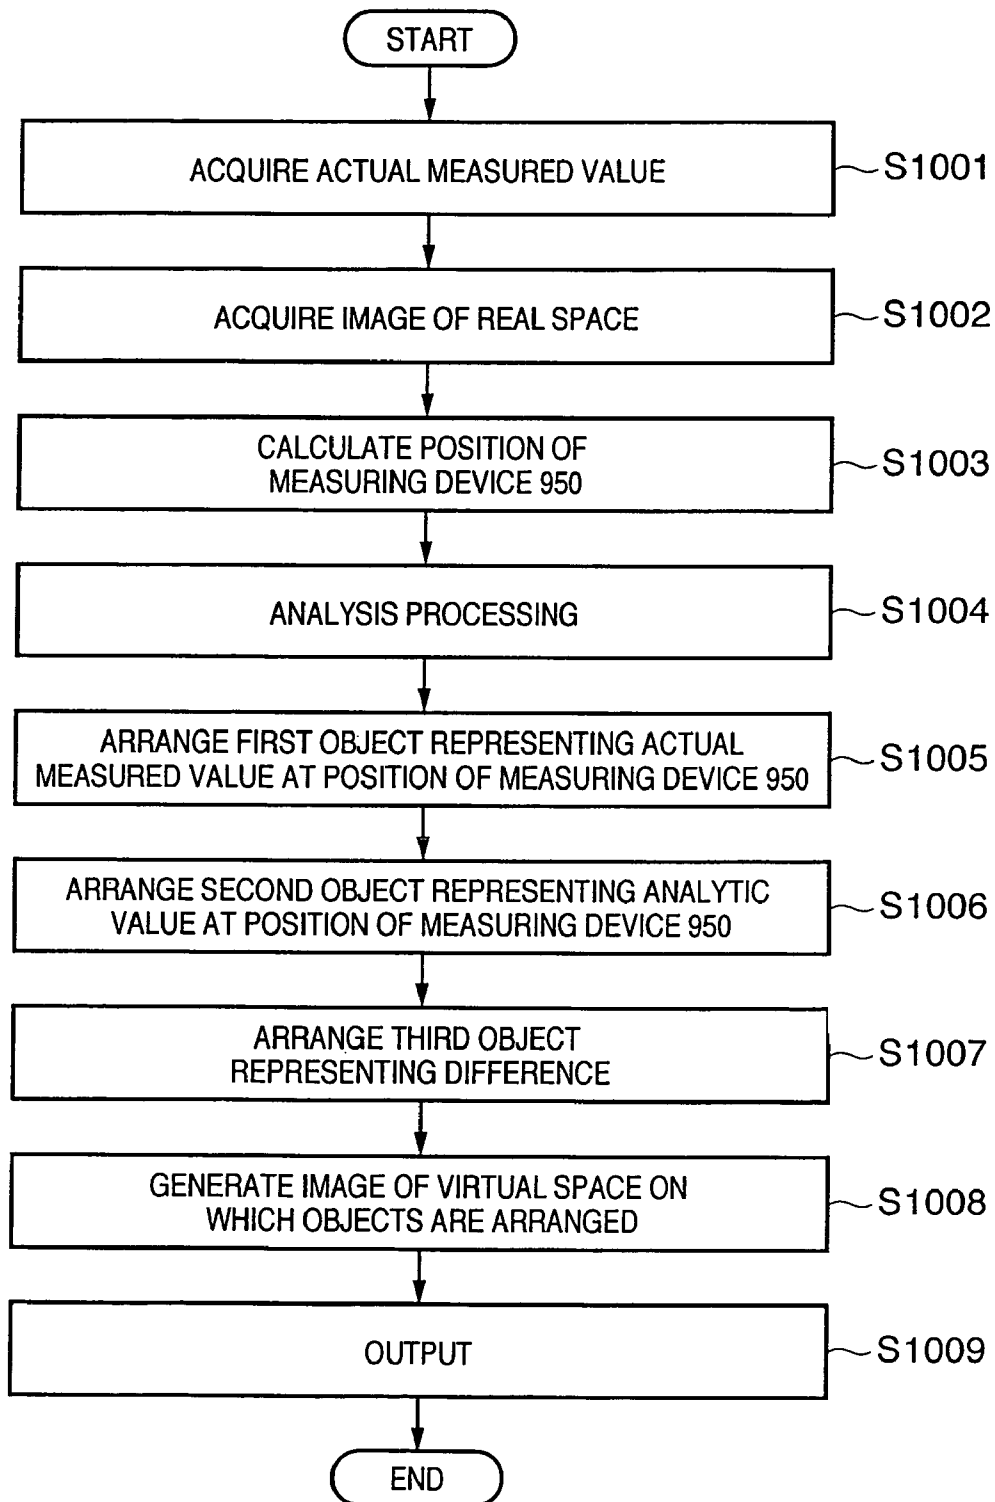 START
ACQUIRE ACTUAL MEASURED VALUE
S1001
ACQUIRE IMAGE OF REAL SPACE
S1002
CALCULATE POSITION OF
MEASURING DEVICE 950
S1003
ANALYSIS PROCESSING
S1004
ARRANGE FIRST OBJECT REPRESENTING ACTUAL
MEASURED VALUE AT POSITION OF MEASURING DEVICE 950
S1005
ARRANGE SECOND OBJECT REPRESENTING ANALYTIC
VALUE AT POSITION OF MEASURING DEVICE 950
S1006
ARRANGE THIRD OBJECT
REPRESENTING DIFFERENCE
S1007
GENERATE IMAGE OF VIRTUAL SPACE ON
WHICH OBJECTS ARE ARRANGED
S1008
OUTPUT
S1009
END